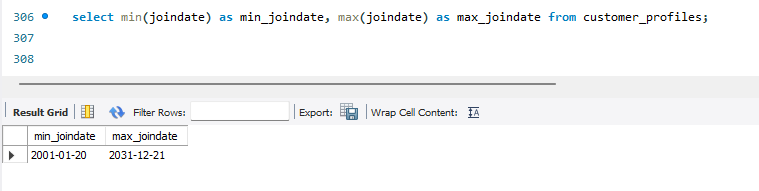 306 select min(joindate) as min_joindate, max(joindate) as max_joindate from customer_profiles;
307
308
Result Grid Filter Rows: Export: Wrap Cell Content:
min_joindate max_joindate
2001-01-20 2031-12-21